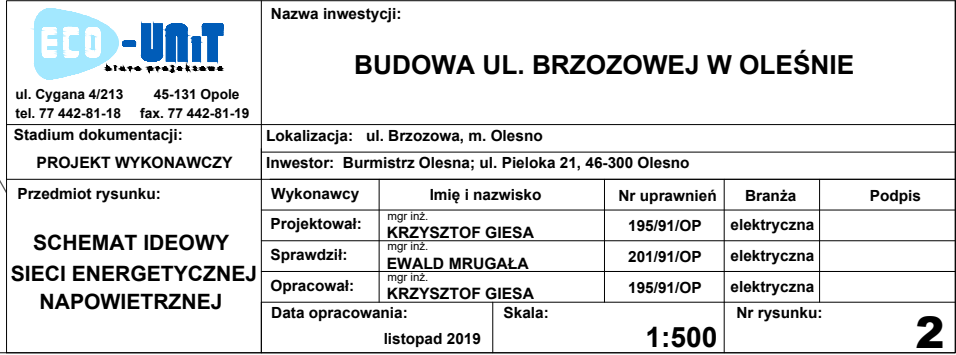 ECO-UNIT
biuro projektowe
ul. Cygana 4/213 45-131 Opole
tel. 77 442-81-18 fax. 77 442-81-19
Nazwa inwestycji:
BUDOWA UL. BRZOZOWEJ W OLEŚNIE
Stadium dokumentacji:
PROJEKT WYKONAWCZY
Lokalizacja: ul. Brzozowa, m. Olesno
Inwestor: Burmistrz Olesna; ul. Pieloka 21, 46-300 Olesno
Przedmiot rysunku:
SCHEMAT IDEOWY
SIECI ENERGETYCZNEJ
NAPOWIETRZNEJ
Wykonawcy Imię i nazwisko Nr uprawnień Branża Podpis
Projektował: mgr inż. KRZYSZTOF GIESA 195/91/OP elektryczna
Sprawdził: mgr inż. EWALD MRUGAŁA 201/91/OP elektryczna
Opracował: mgr inż. KRZYSZTOF GIESA 195/91/OP elektryczna
Data opracowania: Skala: Nr rysunku:
listopad 2019 1:500 2